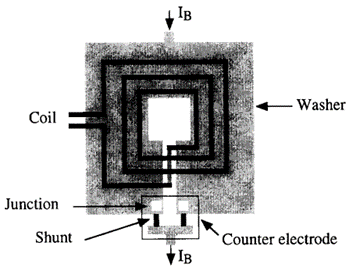 I_B
Washer
Coil
Junction
Shunt
Counter electrode
I_B